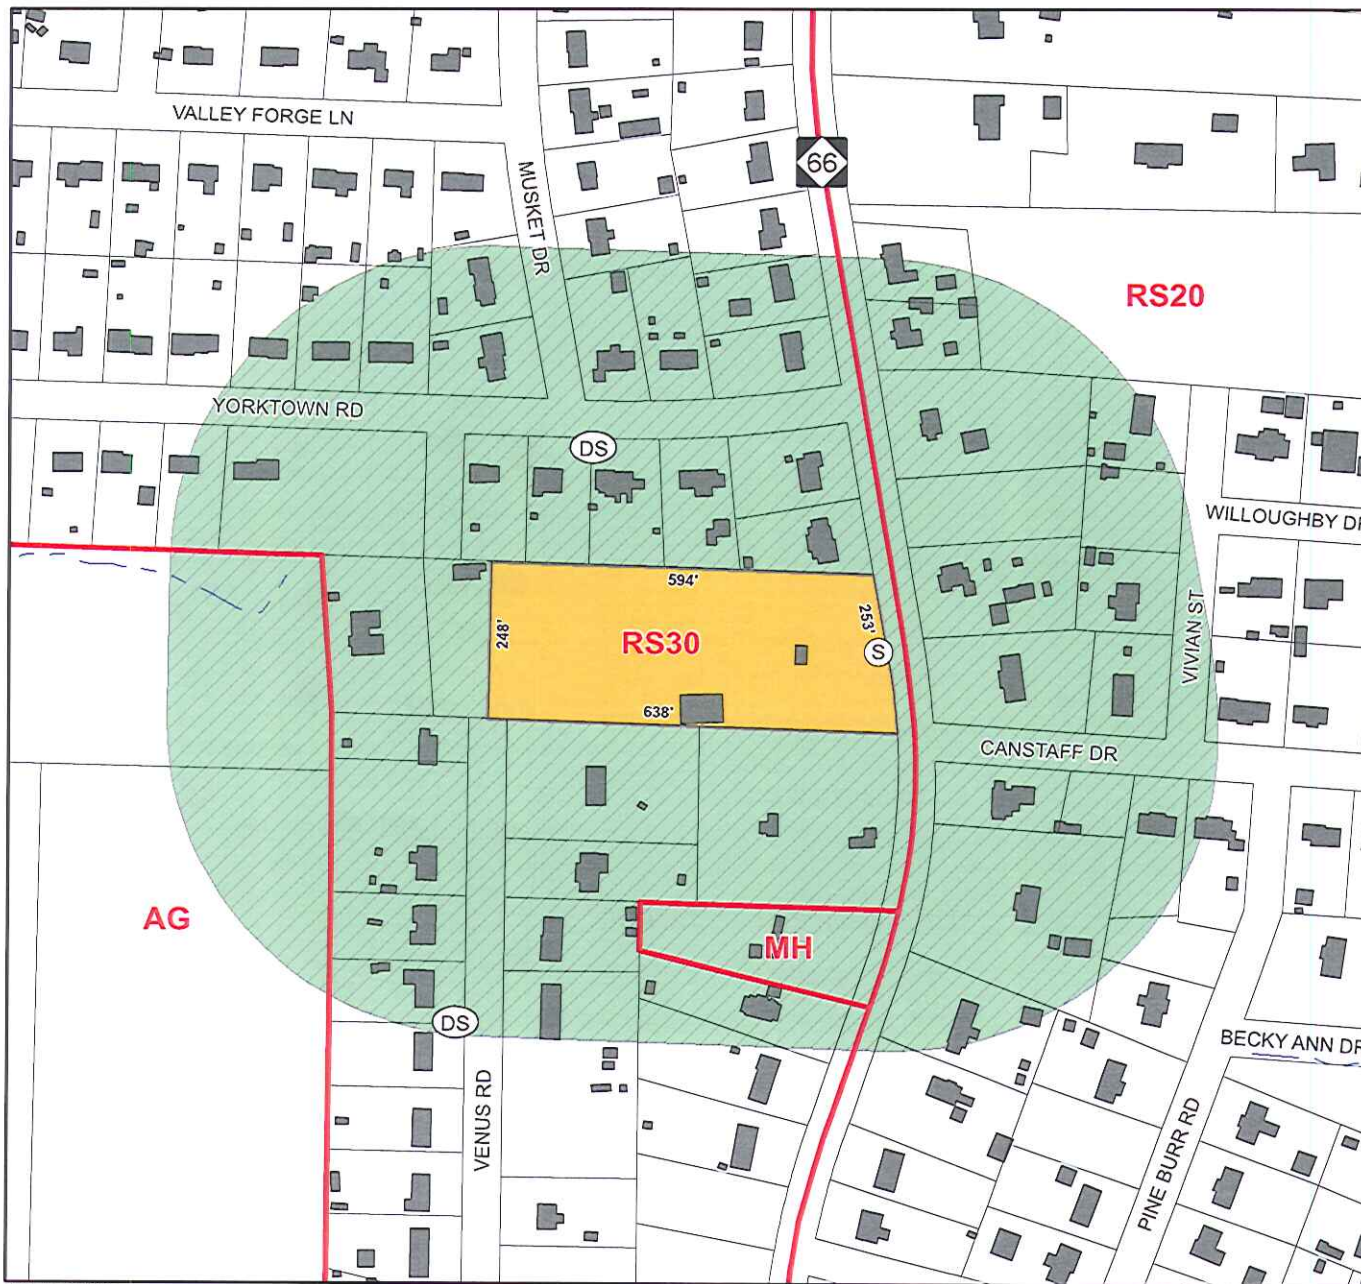 VALLEY FORGE LN
66
MUSKET DR
RS20
YORKTOWN RD
DS
WILLOUGHBY DR
594'
248'
RS30
253'
S
VIVIAN ST
638'
CANSTAFF DR
AG
MH
DS
BECKY ANN DR
VENUS RD
PINE BURR RD